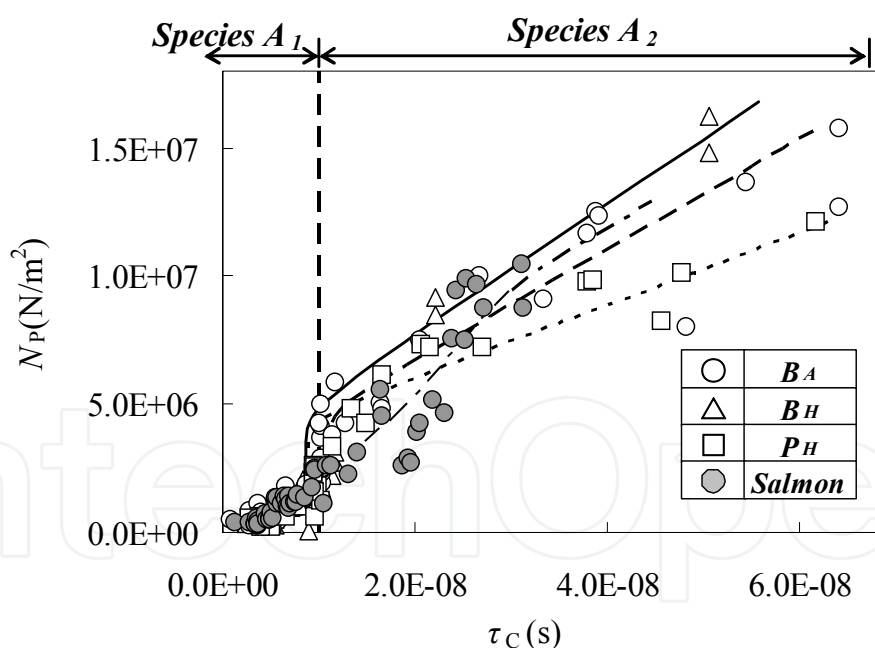 Species A1 Species A2
1.5E+07
1.0E+07
5.0E+06
0.0E+00
NP(N/m2)
0.0E+00 2.0E-08 4.0E-08 6.0E-08
τC(s)
BA
BH
PH
Salmon
ntechOpe